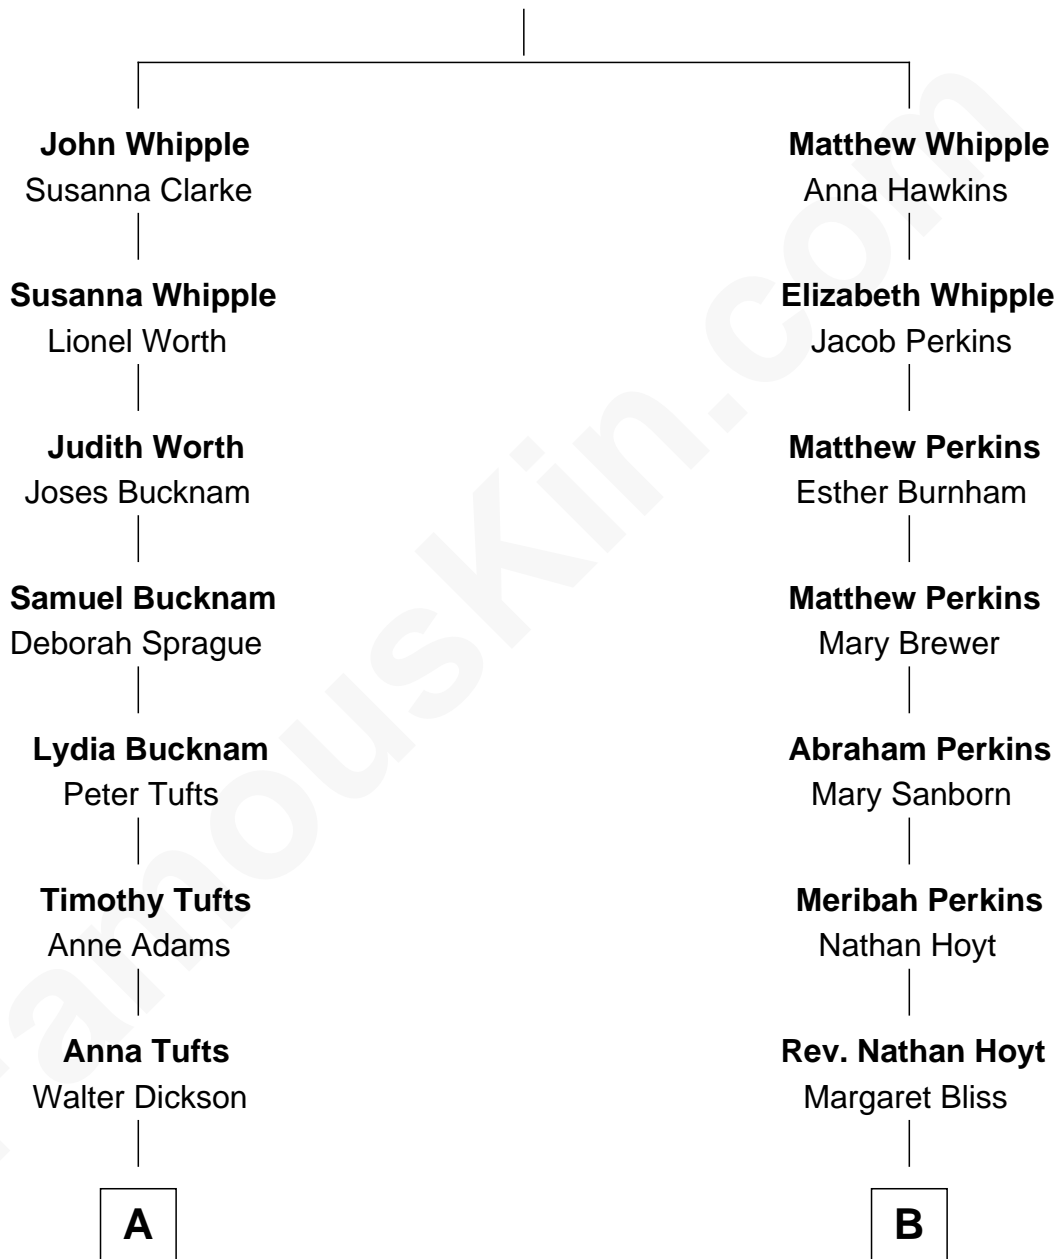 John Whipple
Susanna Clarke
Susanna Whipple
Lionel Worth
Judith Worth
Joses Bucknam
Samuel Bucknam
Deborah Sprague
Lydia Bucknam
Peter Tufts
Timothy Tufts
Anne Adams
Anna Tufts
Walter Dickson
A
Matthew Whipple
Anna Hawkins
Elizabeth Whipple
Jacob Perkins
Matthew Perkins
Esther Burnham
Matthew Perkins
Mary Brewer
Abraham Perkins
Mary Sanborn
Meribah Perkins
Nathan Hoyt
Rev. Nathan Hoyt
Margaret Bliss
B
FamousKin.com